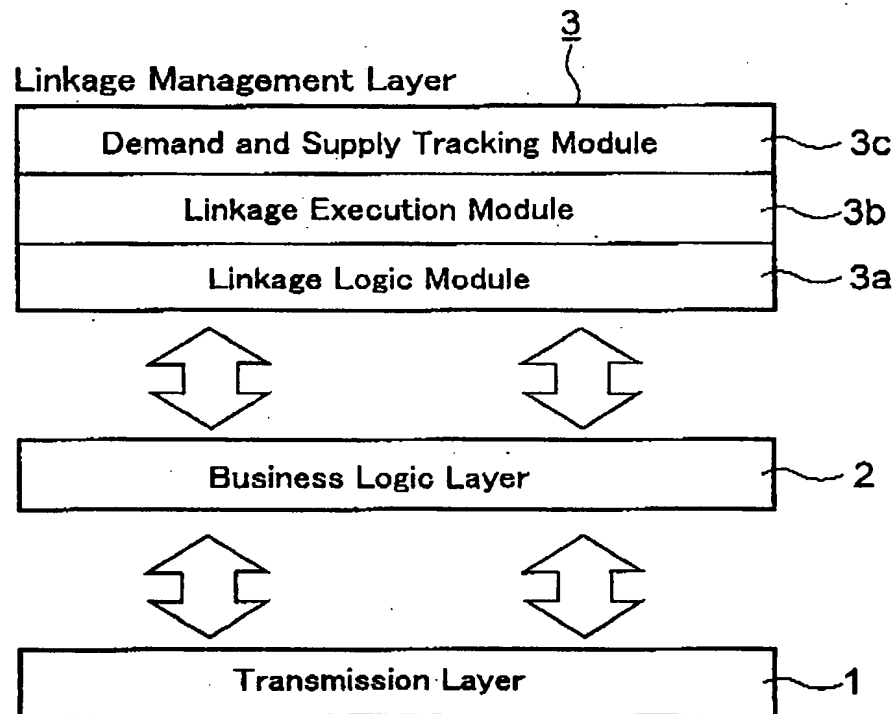 3
Linkage Management Layer
Demand and Supply Tracking Module 3c
Linkage Execution Module 3b
Linkage Logic Module 3a
Business Logic Layer 2
Transmission Layer 1